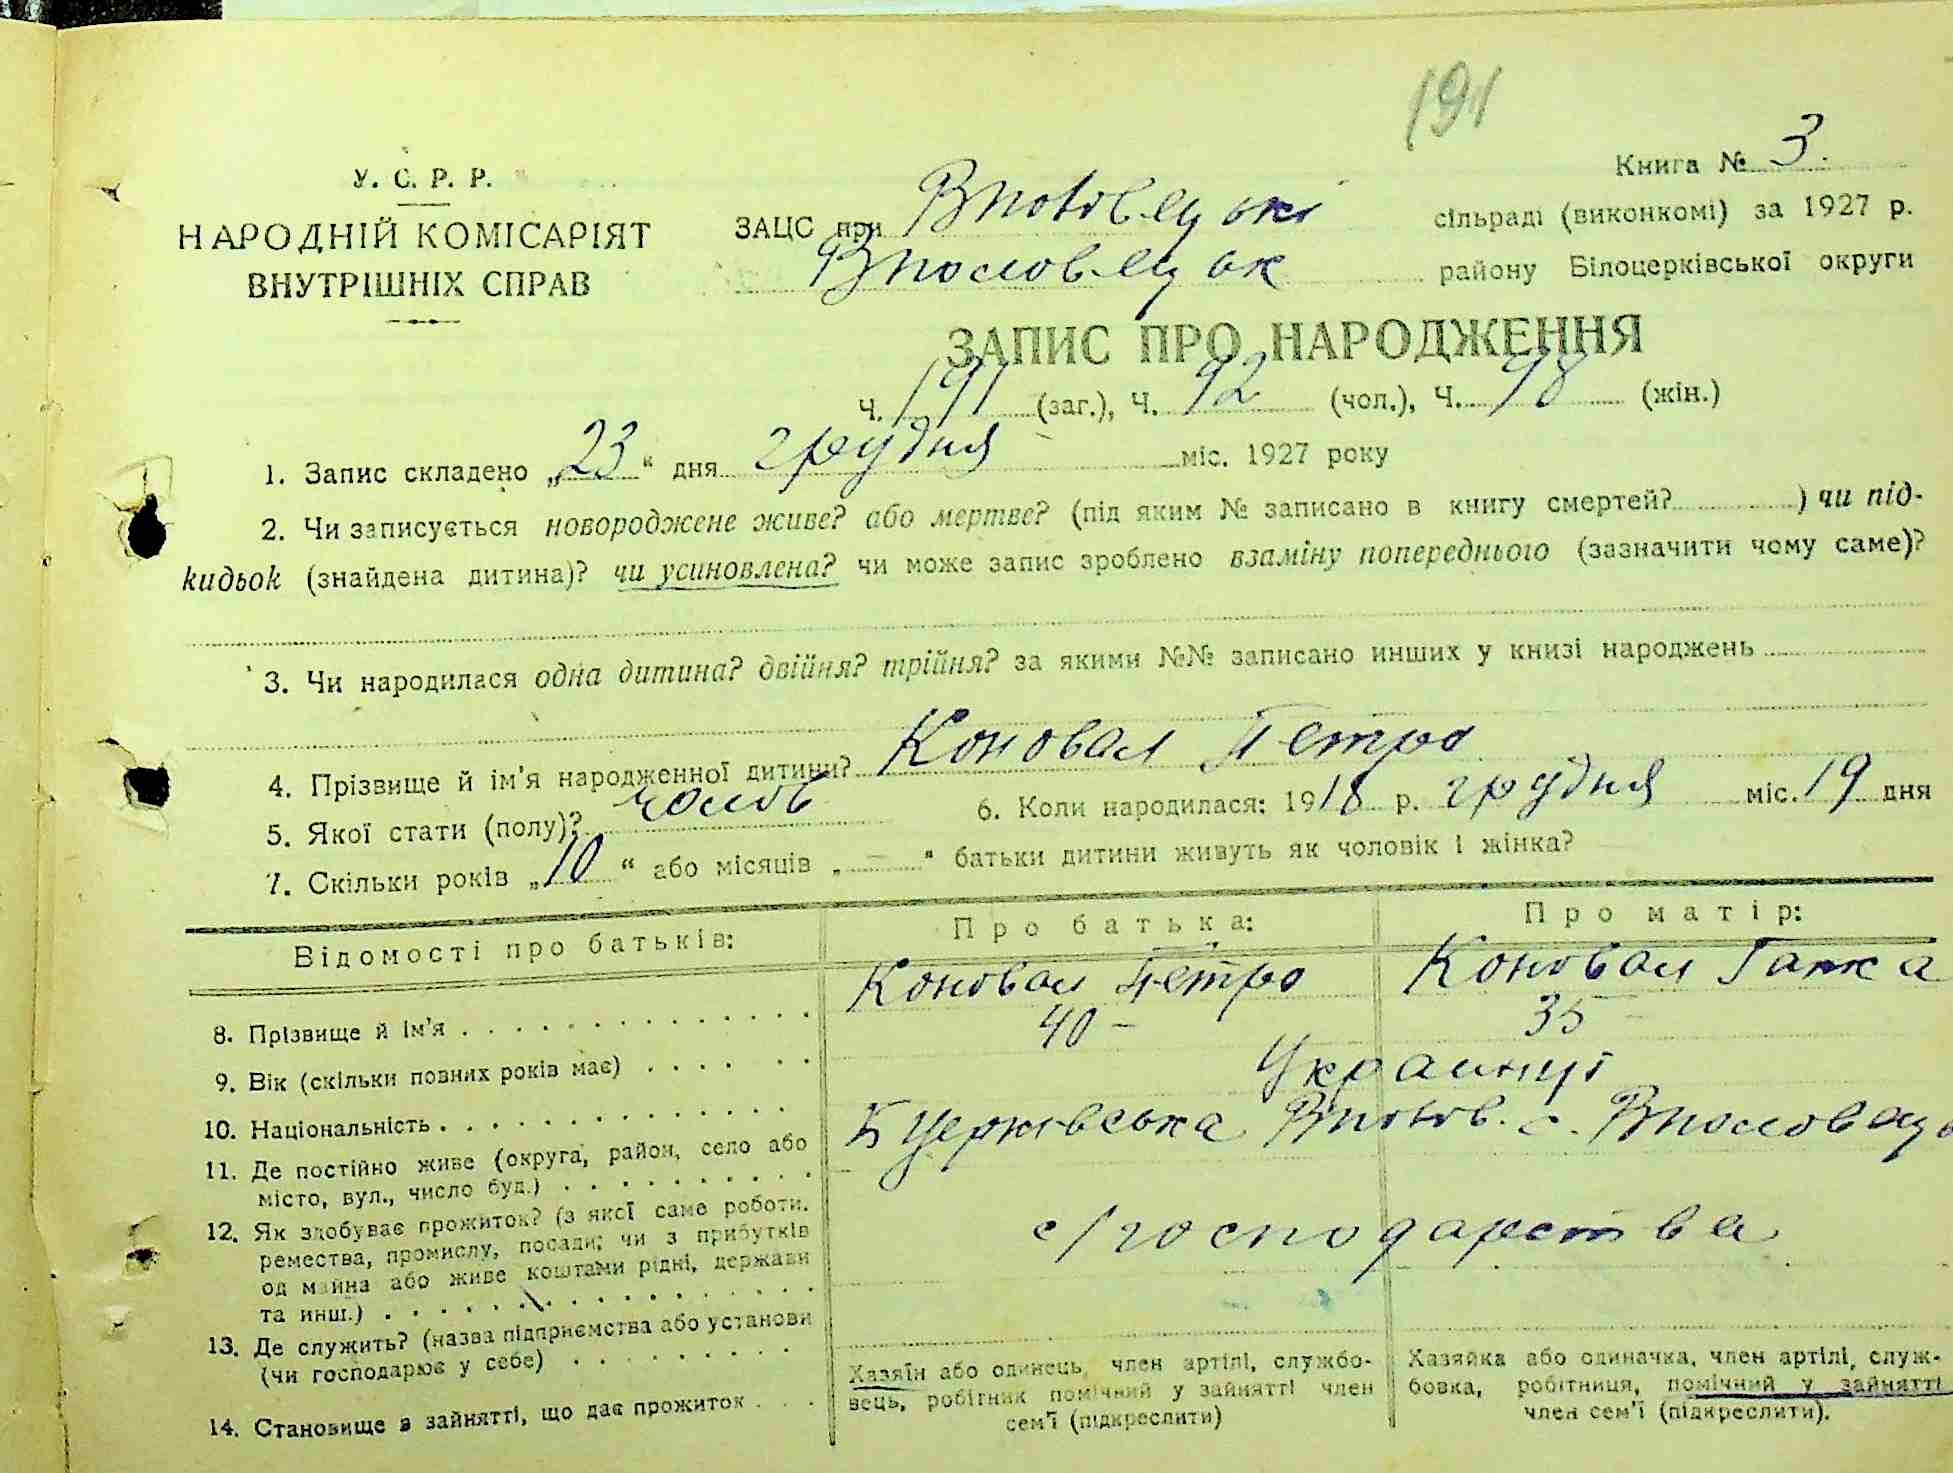 191
Книга № 3.
У. С. Р. Р.
НАРОДНІЙ КОМІСАРІЯТ
ВНУТРІШНІХ СПРАВ
ЗАЦС при сільраді (виконкомі) за 1927 р.
району Білоцерківської округи
ЗАПИС ПРО НАРОДЖЕННЯ
Ч. 191 (заг.), Ч. 92 (чол.), Ч. 98 (жін.)
1. Запис складено „23“ дня грудня міс. 1927 року
2. Чи записується новороджене живе? або мертве? (під яким № записано в книгу смертей? ) чи під-
кидьок (знайдена дитина)? чи усиновлена? чи може запис зроблено взаміну попереднього (зазначити чому саме)?
3. Чи народилася одна дитина? двійня? трійня? за якими №№ записано инших у книзі народжень
4. Прізвище й ім'я народженної дитини? Коновал Петро
5. Якої стати (полу)? чолов 6. Коли народилася: 1918 р. грудня міс. 19 дня
7. Скільки років „10“ або місяців „—“ батьки дитини живуть як чоловік і жінка?
Відомості про батьків: Про батька: Про матір:
8. Прізвище й ім'я Коновал Петро Коновал Ганка
9. Вік (скільки повних років має) 40 – 35 –
10. Національність Украинці
11. Де постійно живе (округа, район, село або
місто, вул., число буд.) Б Церківська с.
12. Як здобуває прожиток? (з якої саме роботи,
ремества, промислу, посади; чи з прибутків
од майна або живе коштами рідні, держави
та инш.) с/господарства
13. Де служить? (назва підприємства або установи
(чи господарює у себе)
14. Становище в зайнятті, що дає прожиток
Хазяїн або одинець, член артілі, службо-
вець, робітник помічний у зайнятті член
сем'ї (підкреслити)
Хазяйка або одиначка, член артілі, служ-
бовка, робітниця, помічний у зайнятті
член сем'ї (підкреслити).